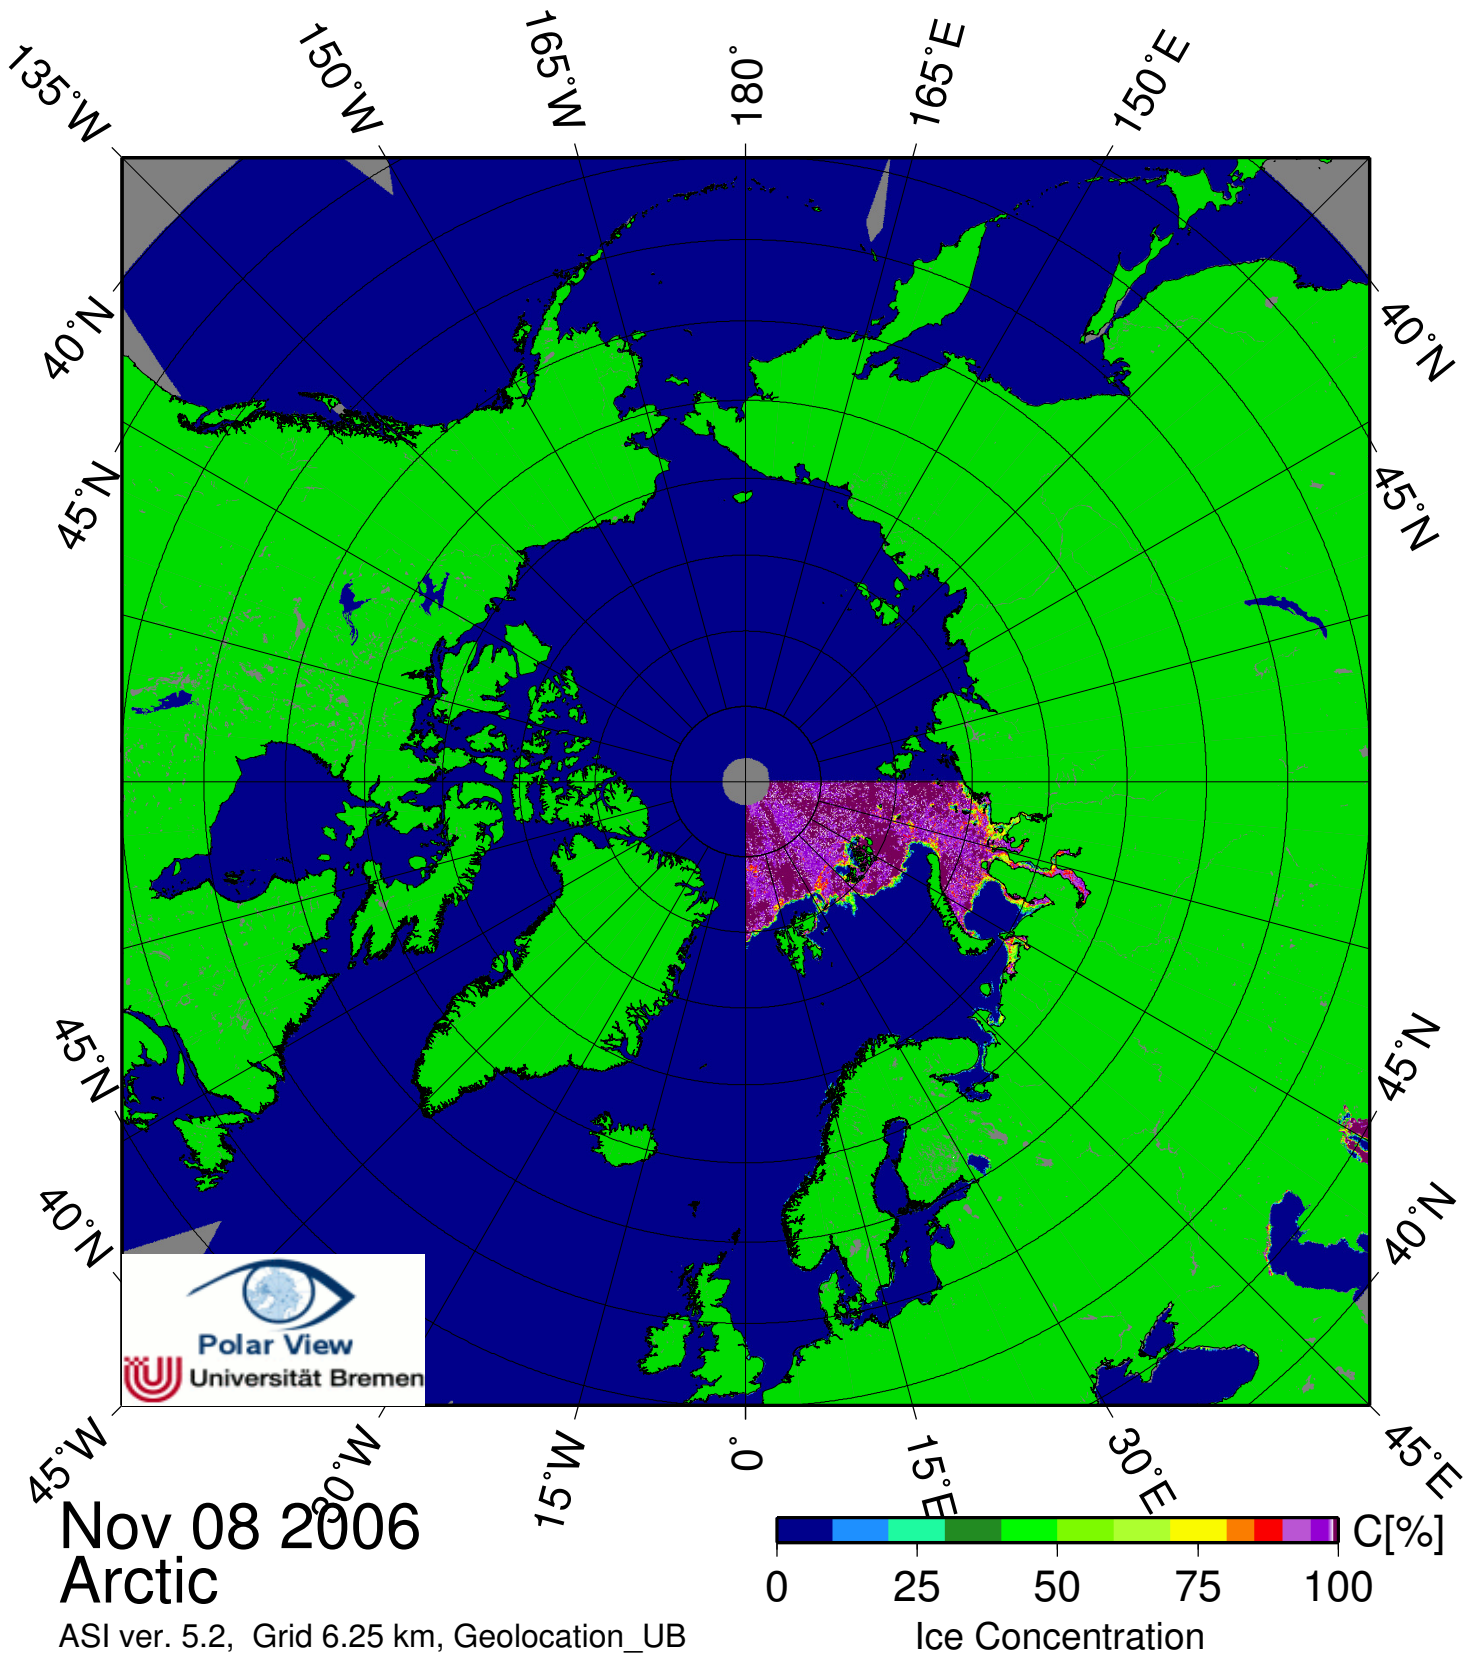 135°W
150°W
165°W
180°
165°E
150°E
40°N
40°N
45°N
45°N
45°N
45°N
40°N
40°N
Polar View
Universität Bremen
45°W
30°W
15°W
0°
15°E
30°E
45°E
Nov 08 2006
Arctic
ASI ver. 5.2, Grid 6.25 km, Geolocation_UB
C[%]
0 25 50 75 100
Ice Concentration